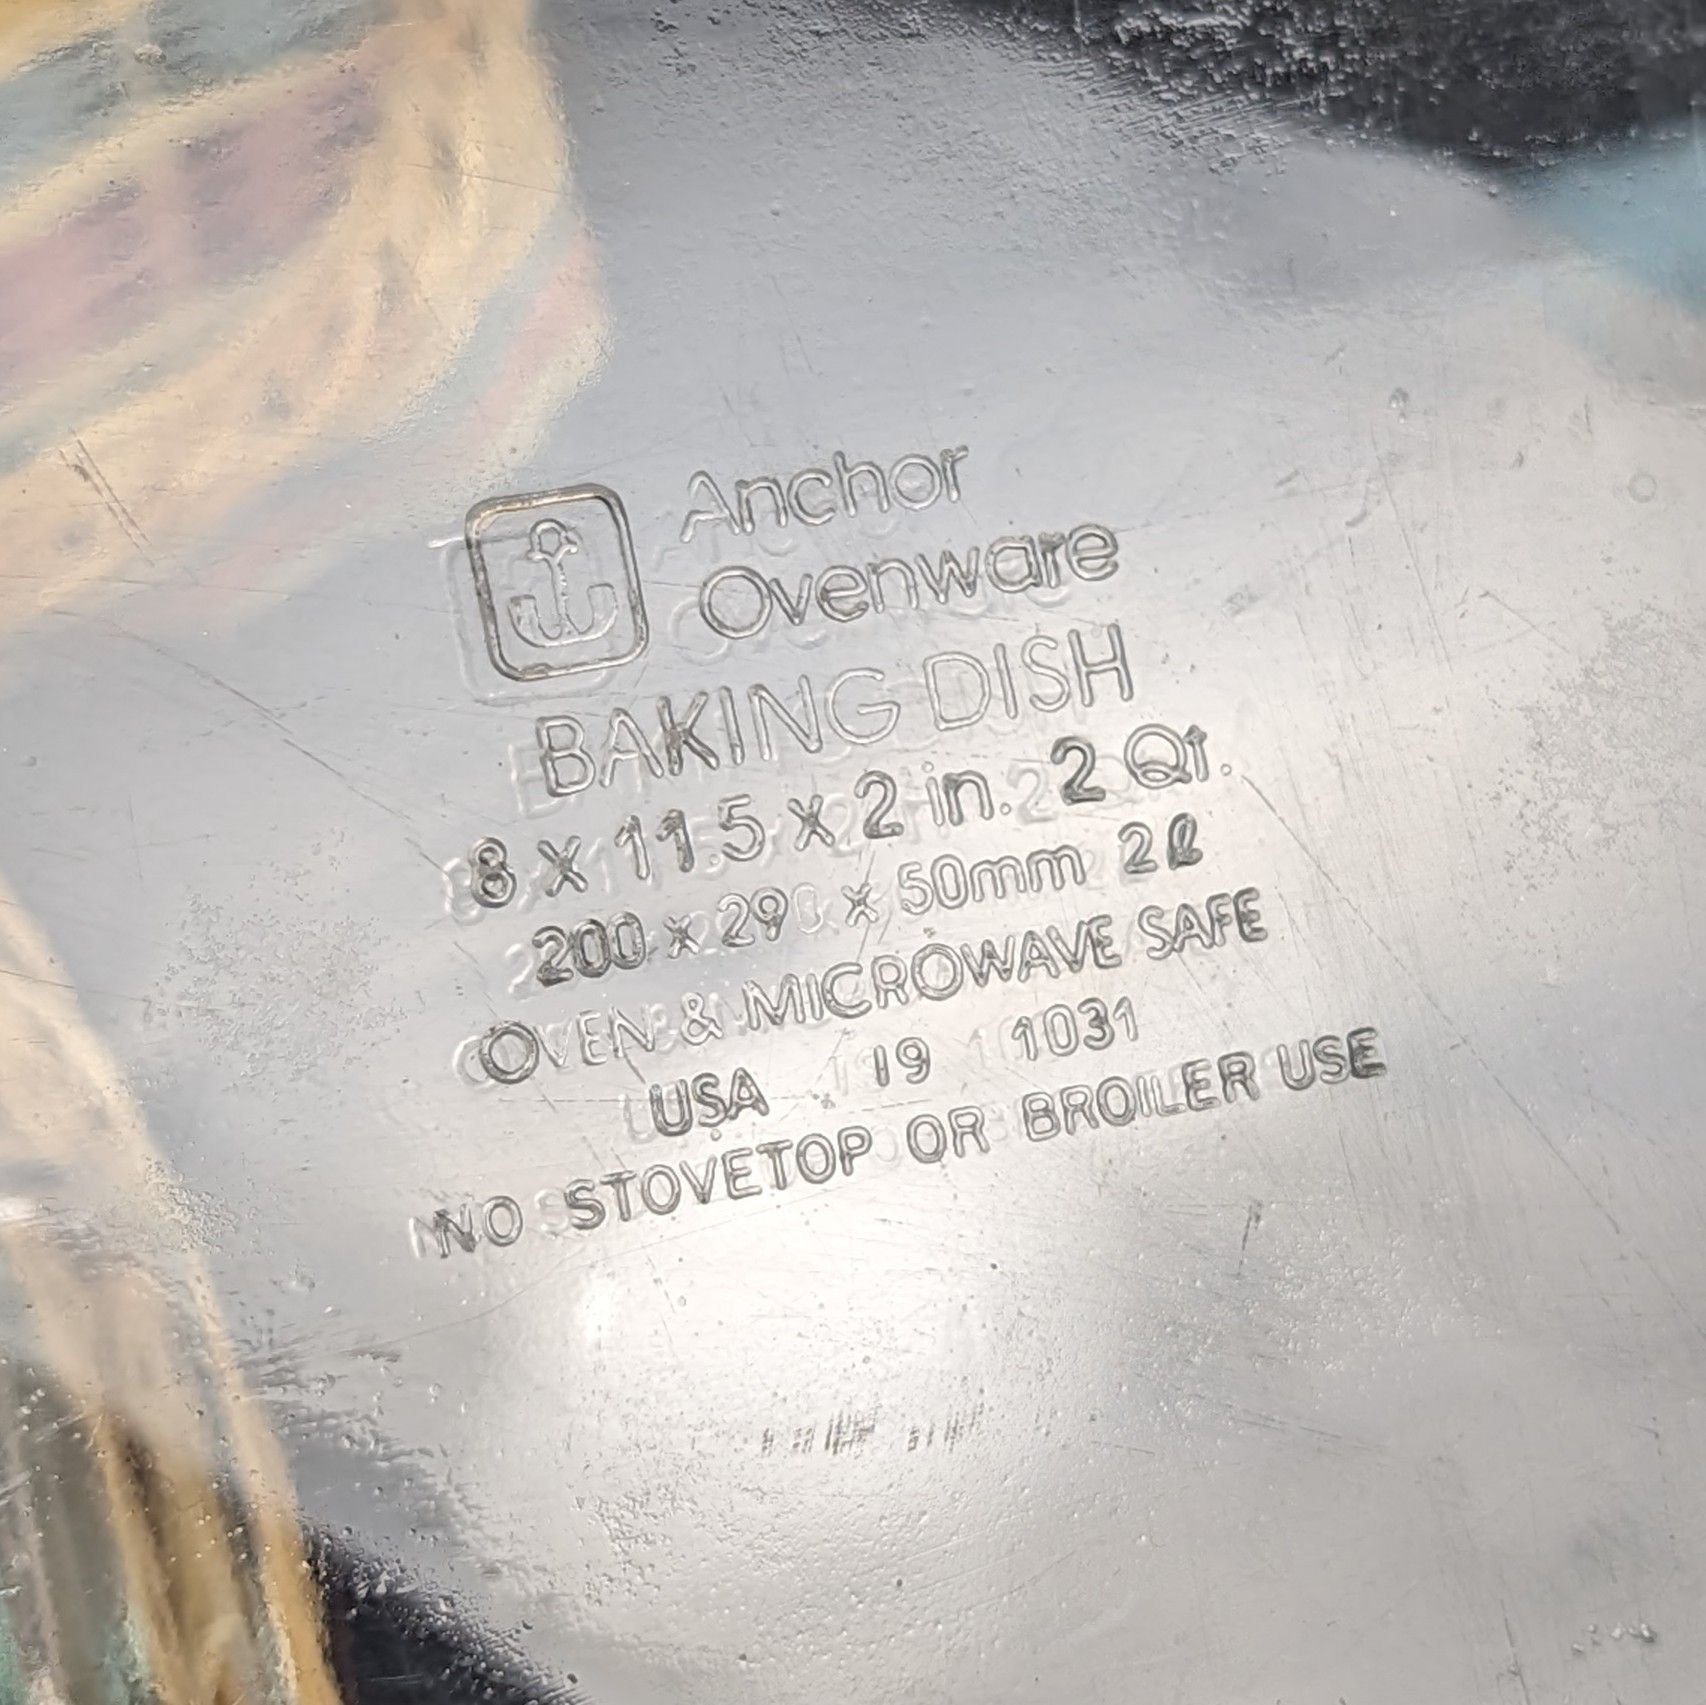 Anchor
Ovenware
BAKING DISH
8 x 11.5 x 2 in. 2 Qt.
200 x 290 x 50mm 2ℓ
OVEN & MICROWAVE SAFE
USA 19 1031
NO STOVETOP OR BROILER USE